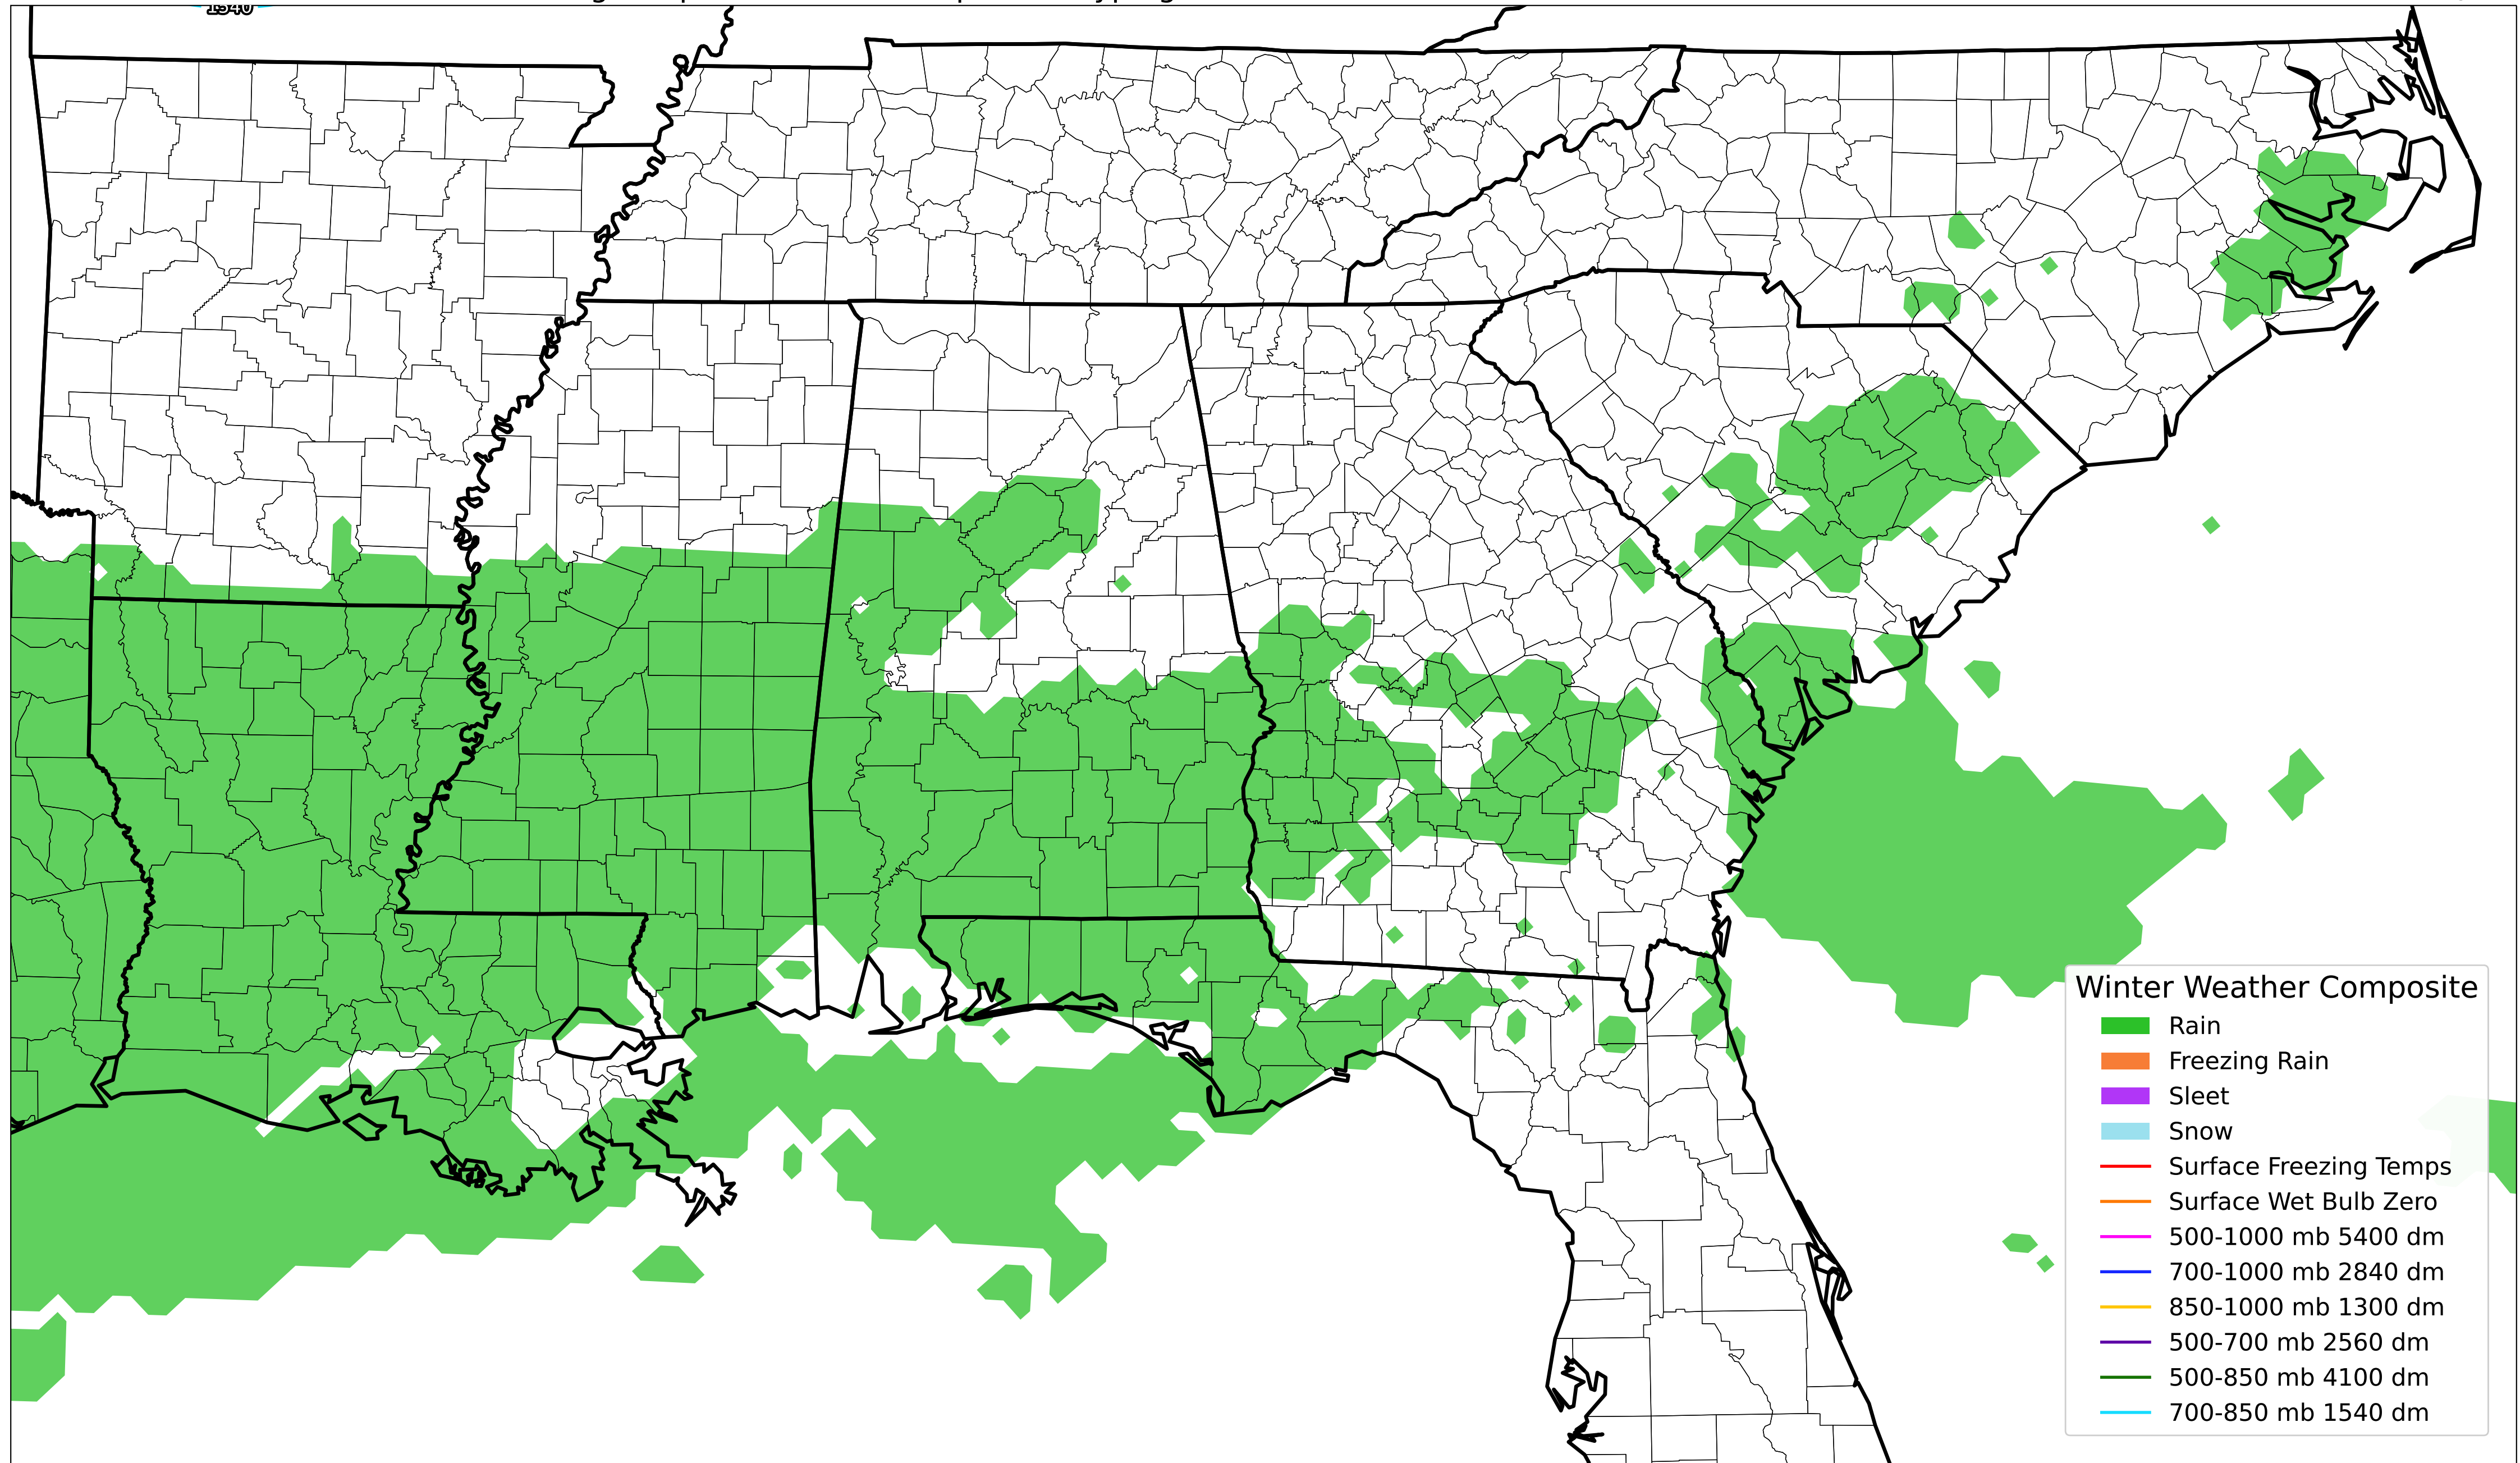 1540
Winter Weather Composite
Rain
Freezing Rain
Sleet
Snow
Surface Freezing Temps
Surface Wet Bulb Zero
500-1000 mb 5400 dm
700-1000 mb 2840 dm
850-1000 mb 1300 dm
500-700 mb 2560 dm
500-850 mb 4100 dm
700-850 mb 1540 dm